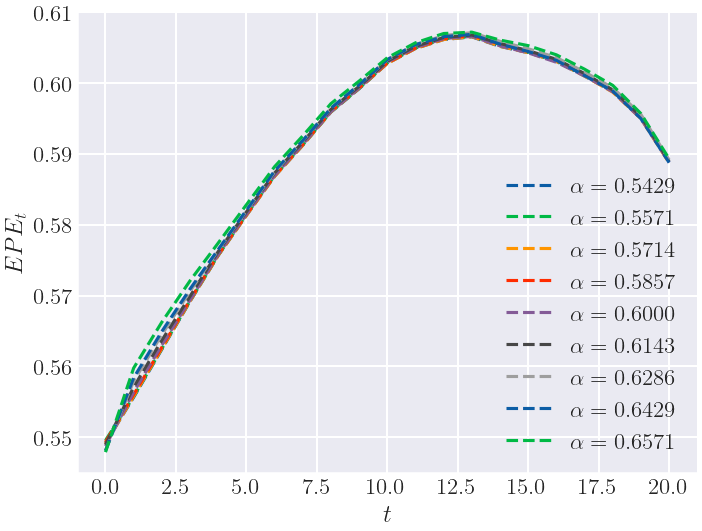 0.61
0.60
0.59
0.58
0.57
0.56
0.55
EPE_t
α = 0.5429
α = 0.5571
α = 0.5714
α = 0.5857
α = 0.6000
α = 0.6143
α = 0.6286
α = 0.6429
α = 0.6571
0.0 2.5 5.0 7.5 10.0 12.5 15.0 17.5 20.0
t